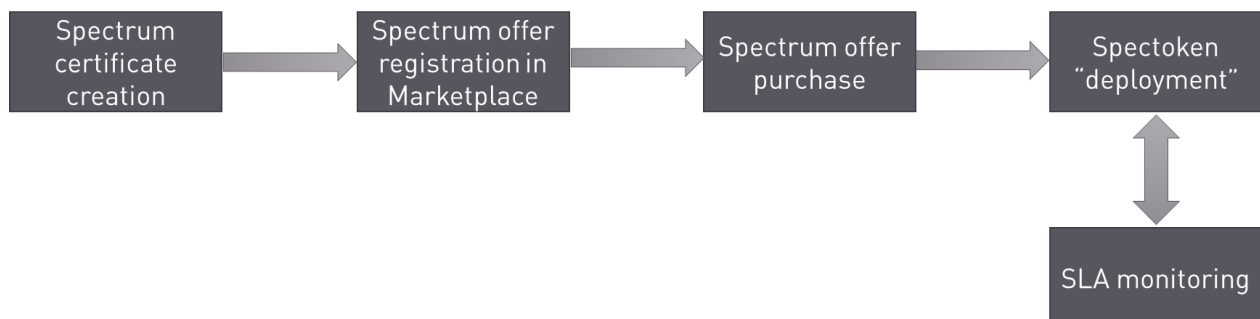 Spectrum
certificate
creation
Spectrum offer
registration in
Marketplace
Spectrum offer
purchase
Spectoken
“deployment”
SLA monitoring